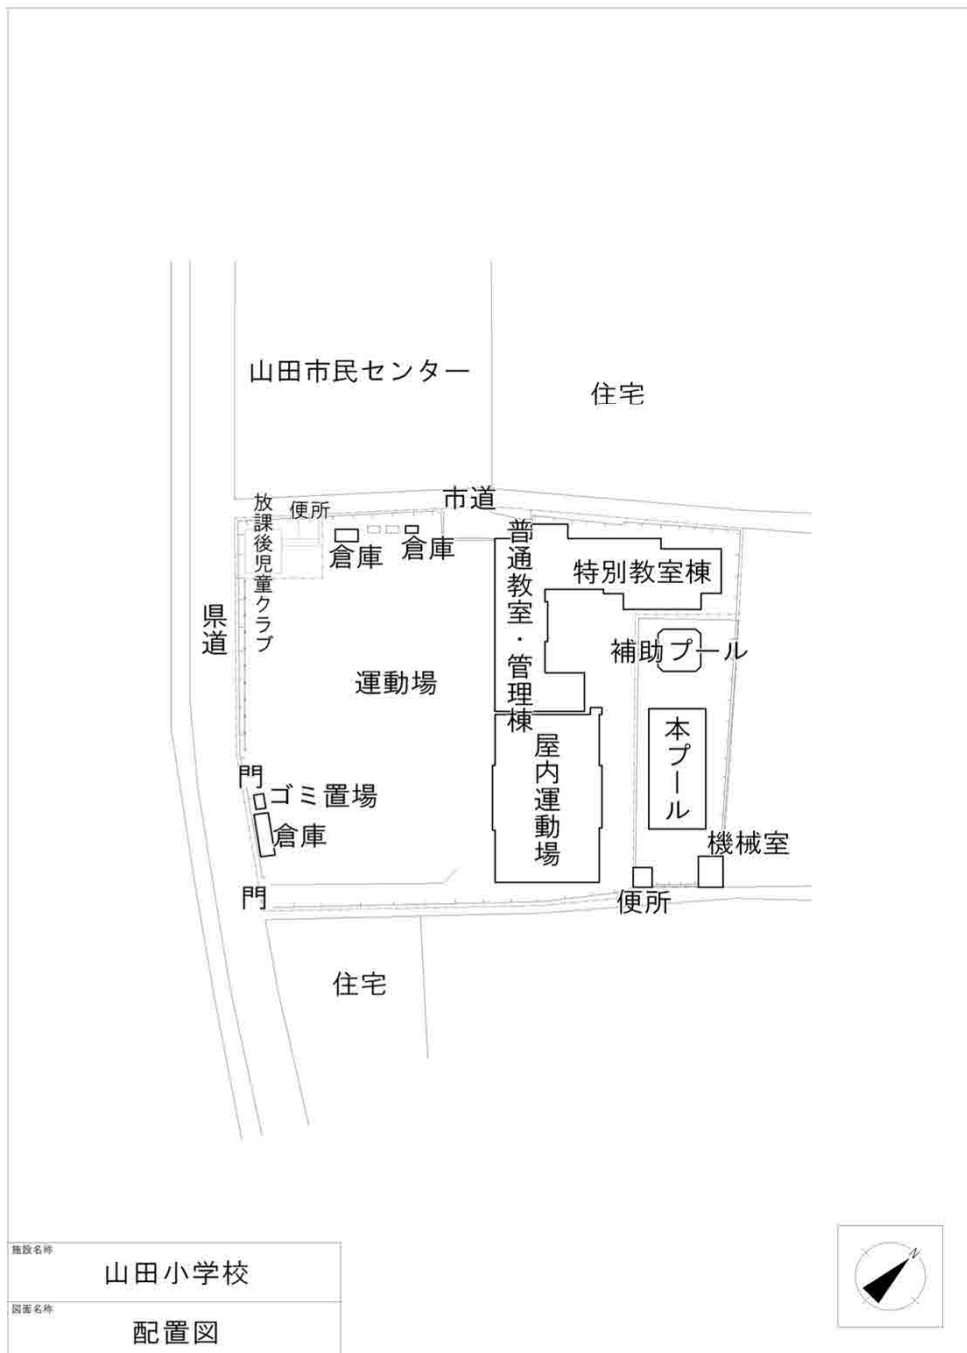 山田市民センター
住宅
市道
放課後児童クラブ
便所
倉庫
倉庫
普通教室・管理棟
特別教室棟
県道
補助プール
運動場
本プール
屋内運動場
門
ゴミ置場
倉庫
機械室
門
便所
住宅
N
施設名称
山田小学校
図面名称
配置図